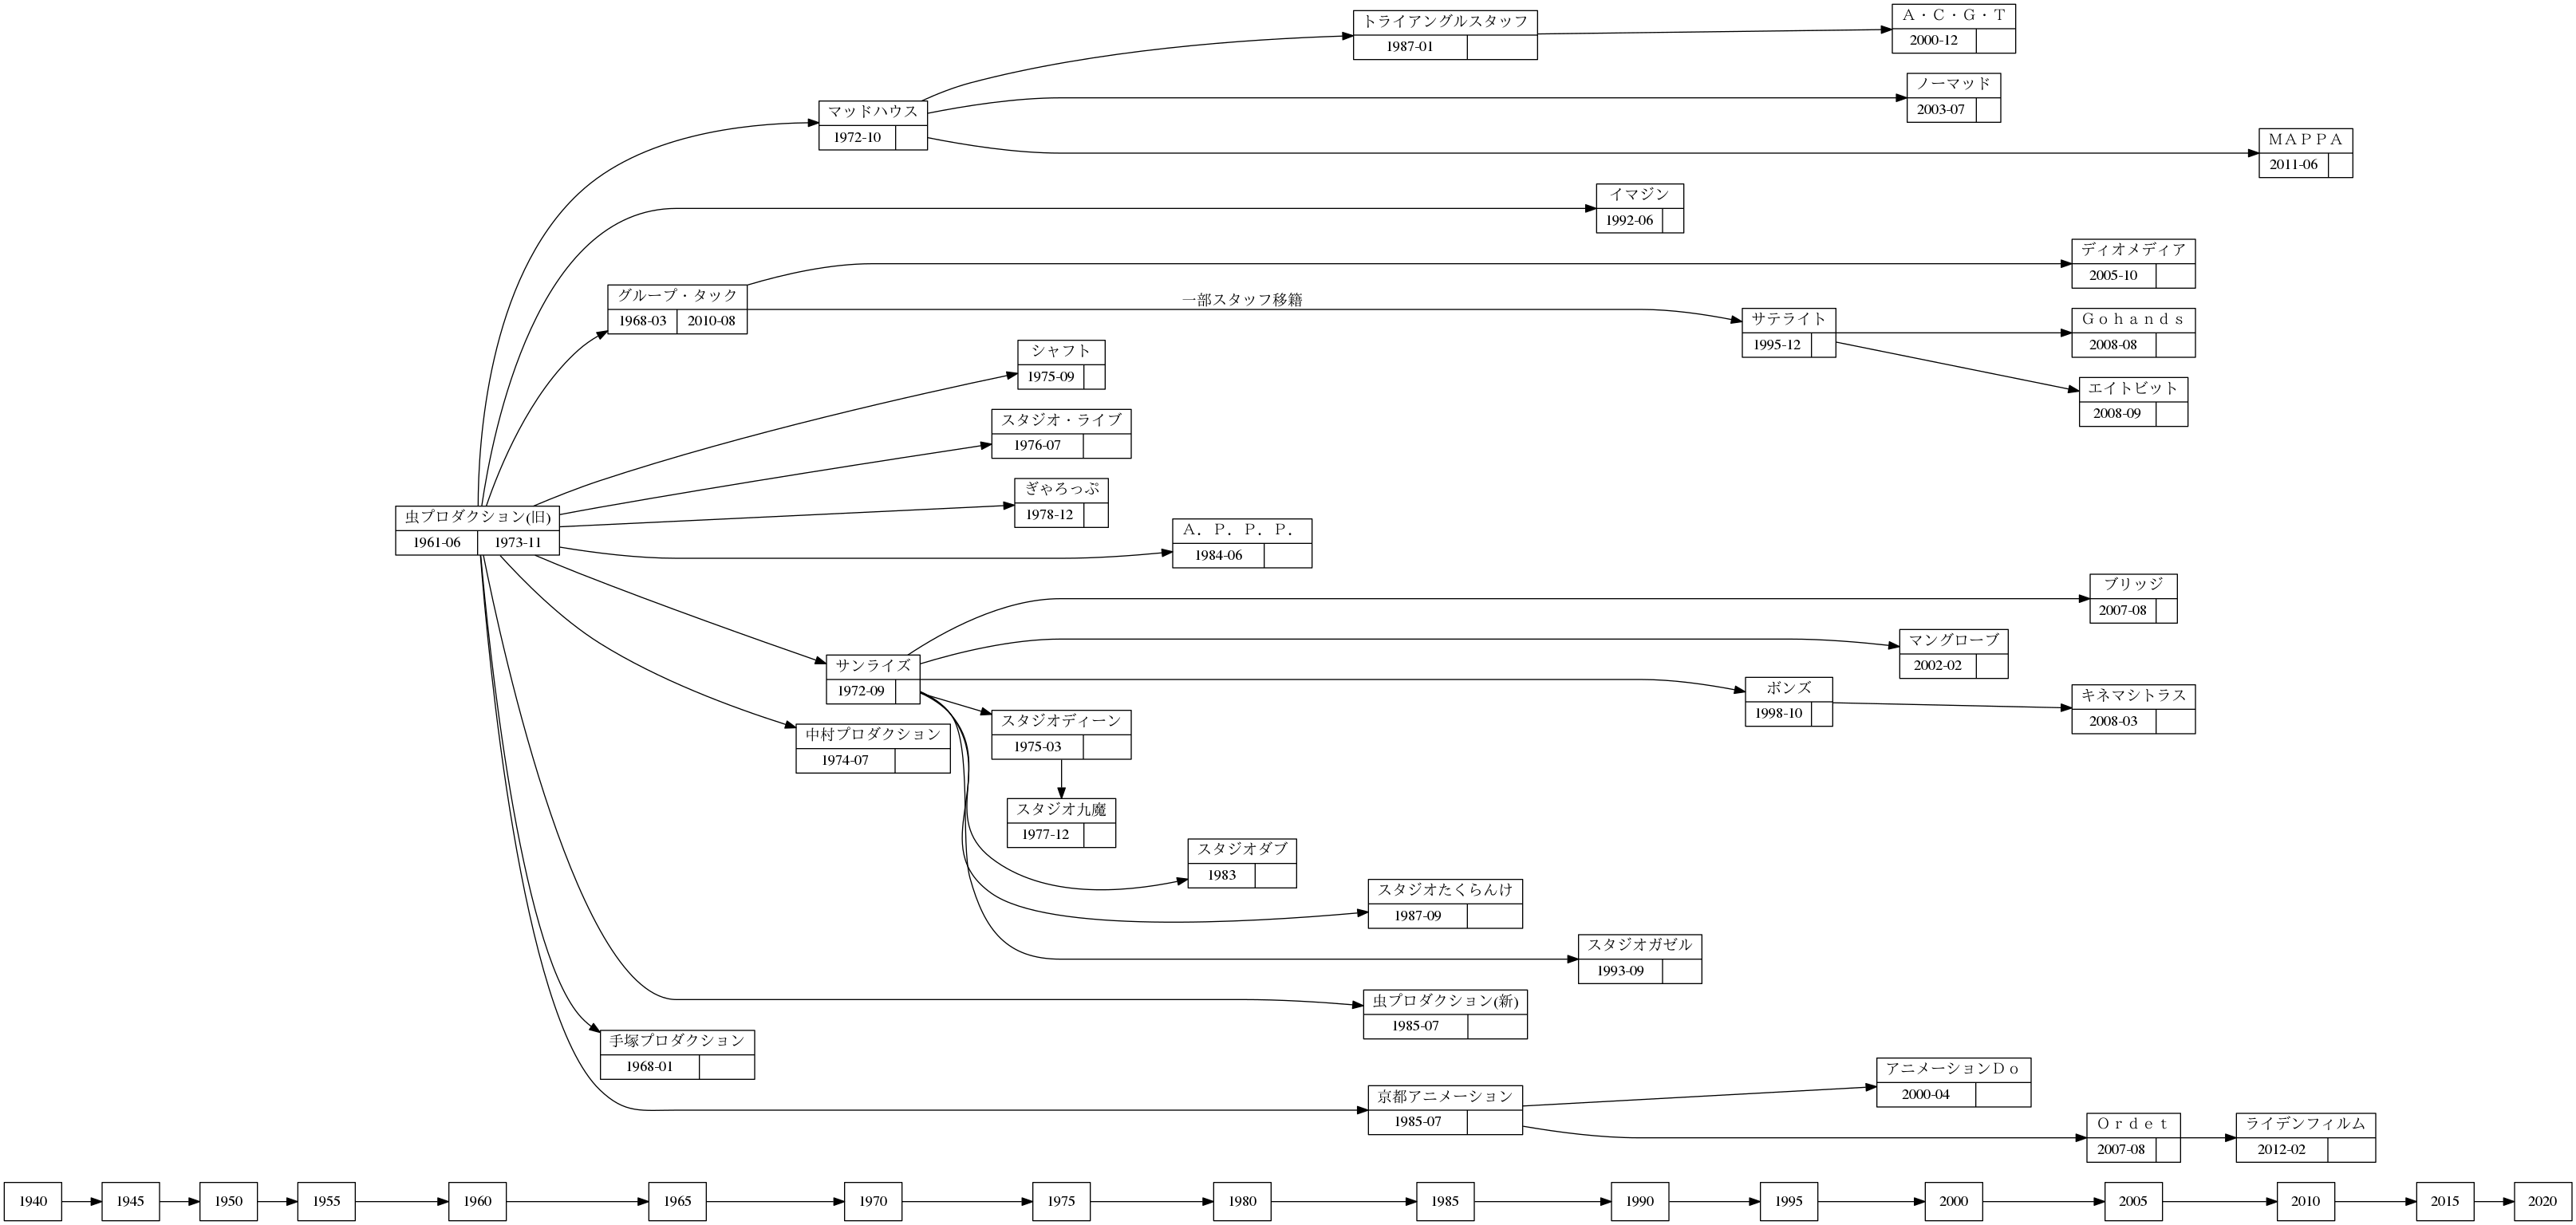 トライアングルスタッフ
1987-01
Ａ・Ｃ・Ｇ・Ｔ
2000-12
ノーマッド
2003-07
マッドハウス
1972-10
ＭＡＰＰＡ
2011-06
イマジン
1992-06
ディオメディア
2005-10
グループ・タック
1968-03 2010-08
一部スタッフ移籍
サテライト
1995-12
Ｇｏｈａｎｄｓ
2008-08
シャフト
1975-09
エイトビット
2008-09
スタジオ・ライブ
1976-07
ぎゃろっぷ
1978-12
虫プロダクション(旧)
1961-06 1973-11
Ａ．Ｐ．Ｐ．Ｐ．
1984-06
ブリッジ
2007-08
マングローブ
2002-02
サンライズ
1972-09
ボンズ
1998-10
キネマシトラス
2008-03
スタジオディーン
1975-03
中村プロダクション
1974-07
スタジオ九魔
1977-12
スタジオダブ
1983
スタジオたくらんけ
1987-09
スタジオガゼル
1993-09
虫プロダクション(新)
1985-07
手塚プロダクション
1968-01
アニメーションＤｏ
2000-04
京都アニメーション
1985-07
Ｏｒｄｅｔ
2007-08
ライデンフィルム
2012-02
1940 1945 1950 1955 1960 1965 1970 1975 1980 1985 1990 1995 2000 2005 2010 2015 2020